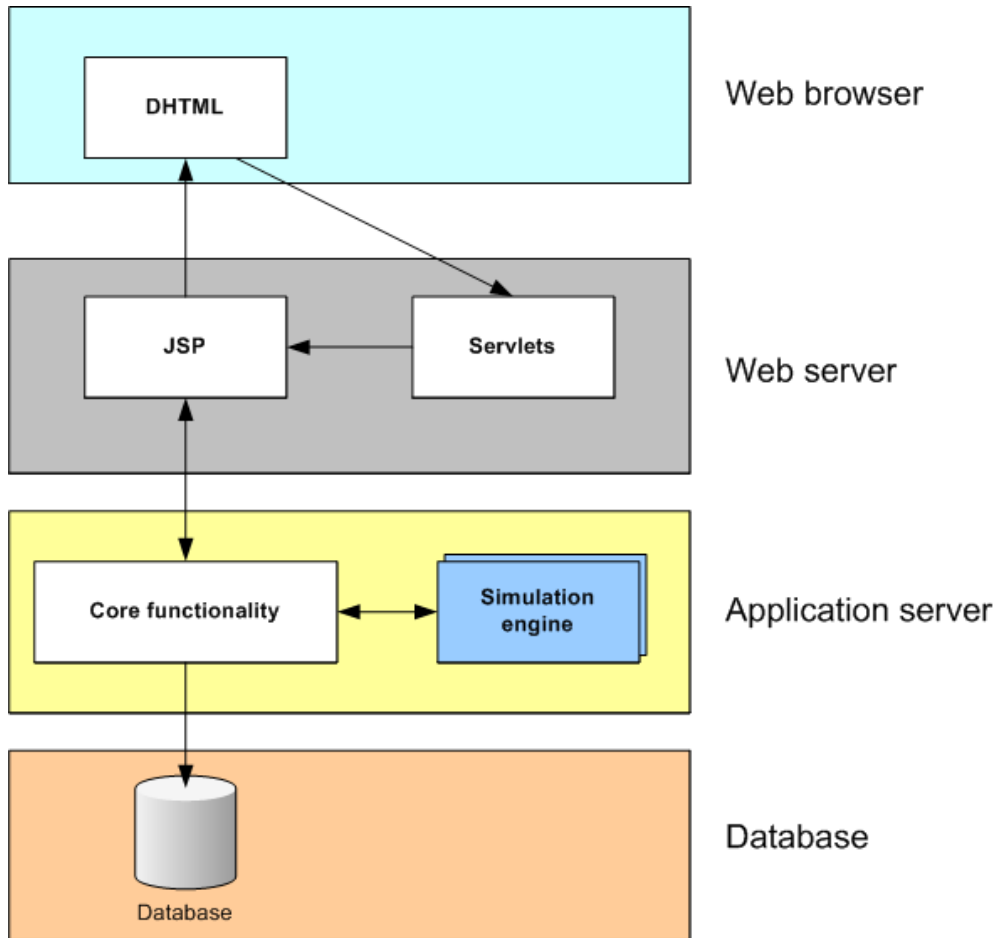 DHTML
Web browser
JSP
Servlets
Web server
Core functionality
Simulation
engine
Application server
Database
Database